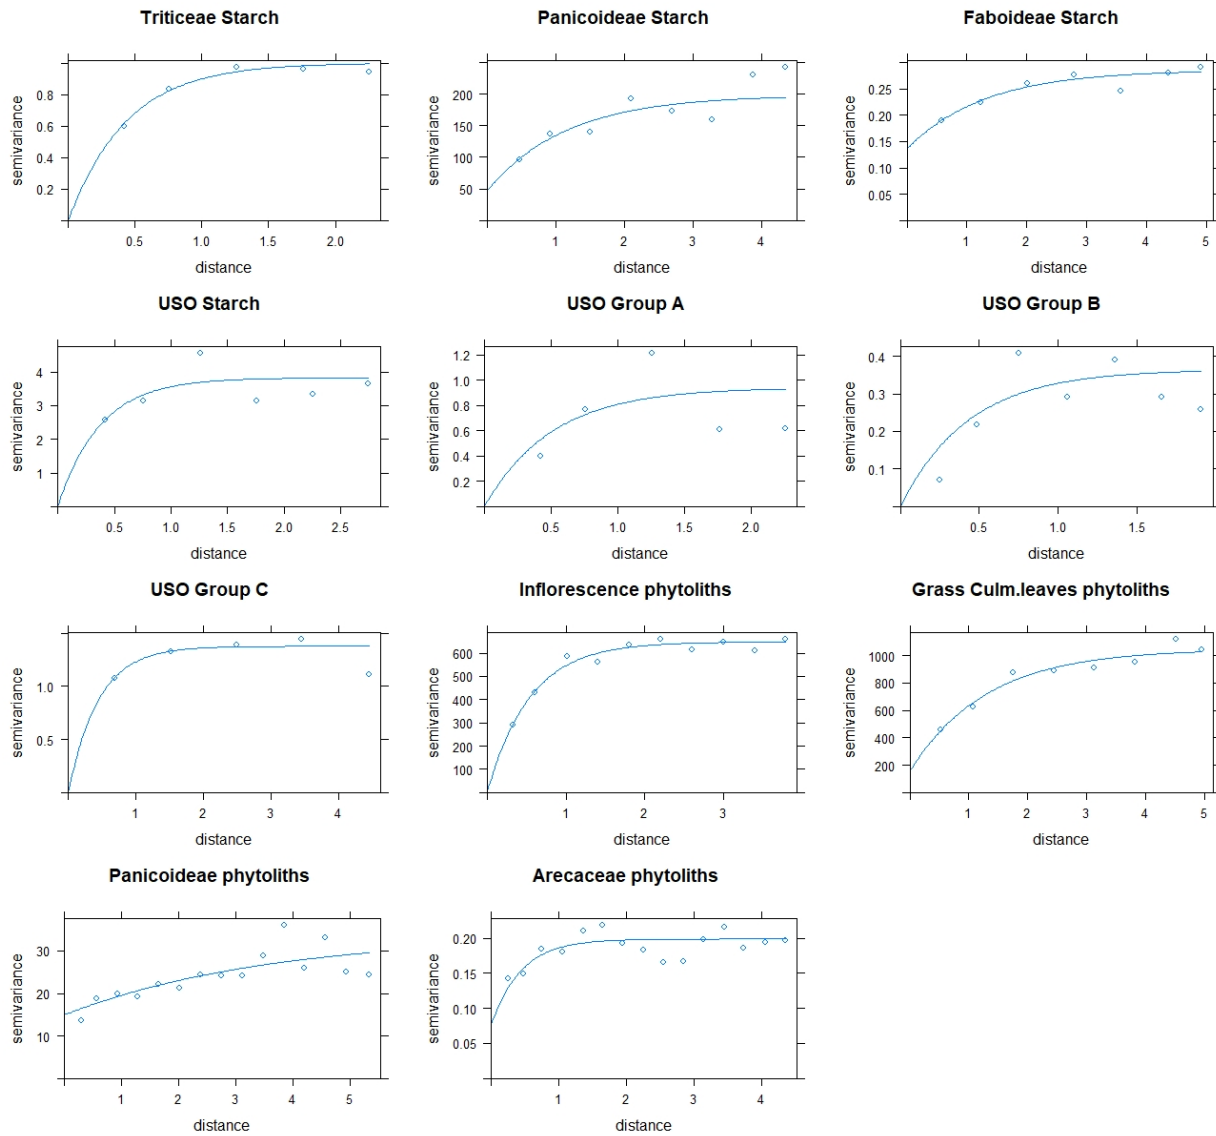 Triticeae Starch
Panicoideae Starch
Faboideae Starch
semivariance
0.8
0.6
0.4
0.2
0.5 1.0 1.5 2.0
distance
semivariance
200
150
100
50
1 2 3 4
distance
semivariance
0.25
0.20
0.15
0.10
0.05
1 2 3 4 5
distance
USO Starch
USO Group A
USO Group B
semivariance
4
3
2
1
0.5 1.0 1.5 2.0 2.5
distance
semivariance
1.2
1.0
0.8
0.6
0.4
0.2
0.5 1.0 1.5 2.0
distance
semivariance
0.4
0.3
0.2
0.1
0.5 1.0 1.5
distance
USO Group C
Inflorescence phytoliths
Grass Culm.leaves phytoliths
semivariance
1.0
0.5
1 2 3 4
distance
semivariance
600
500
400
300
200
100
1 2 3
distance
semivariance
1000
800
600
400
200
1 2 3 4 5
distance
Panicoideae phytoliths
Arecaceae phytoliths
semivariance
30
20
10
1 2 3 4 5
distance
semivariance
0.20
0.15
0.10
0.05
1 2 3 4
distance